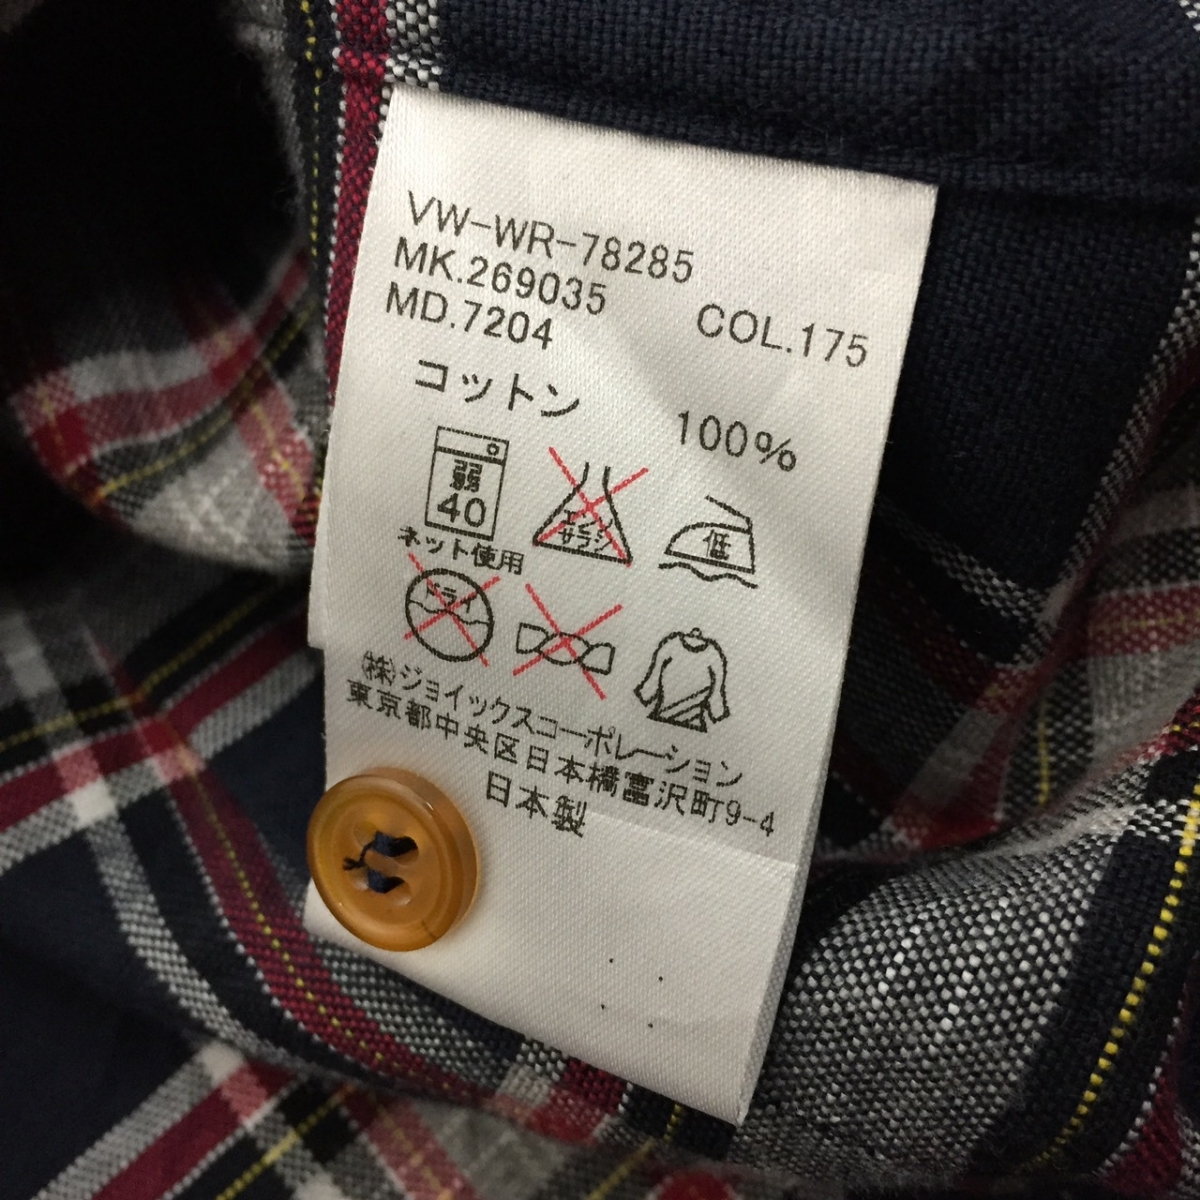 VW-WR-78285
MK.269035 COL.175
MD.7204
コットン 100%
弱
40
ネット使用
エンソ
サラシ
低
ドライ
㈱ジョイックスコーポレーション
東京都中央区日本橋富沢町9-4
日本製